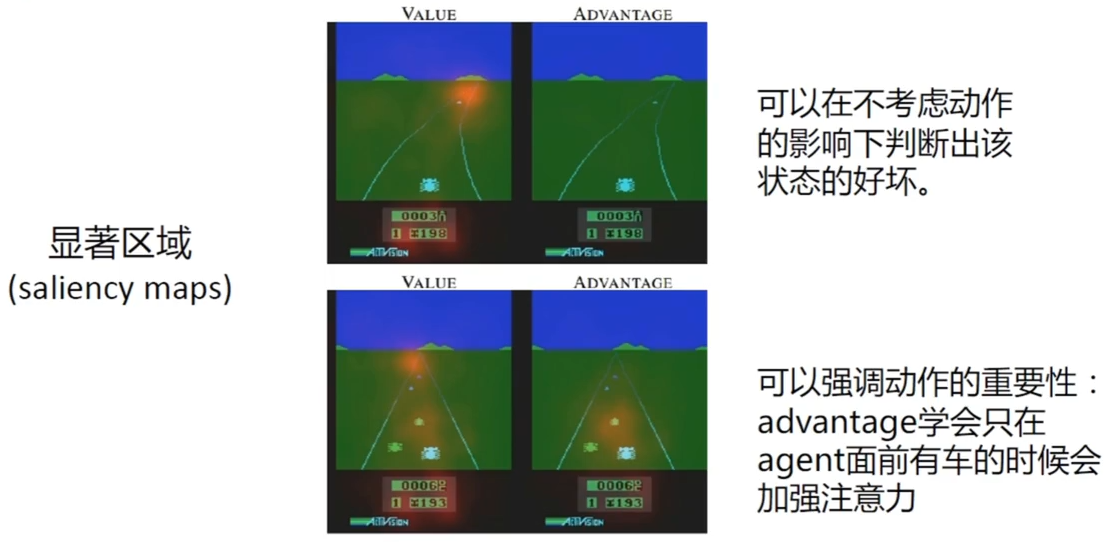 VALUE
ADVANTAGE
1 198
1 198
ACTIVISION
ACTIVISION
可以在不考虑动作
的影响下判断出该
状态的好坏。
显著区域
(saliency maps)
VALUE
ADVANTAGE
1 193
1 193
ACTIVISION
ACTIVISION
可以强调动作的重要性：
advantage学会只在
agent面前有车的时候会
加强注意力